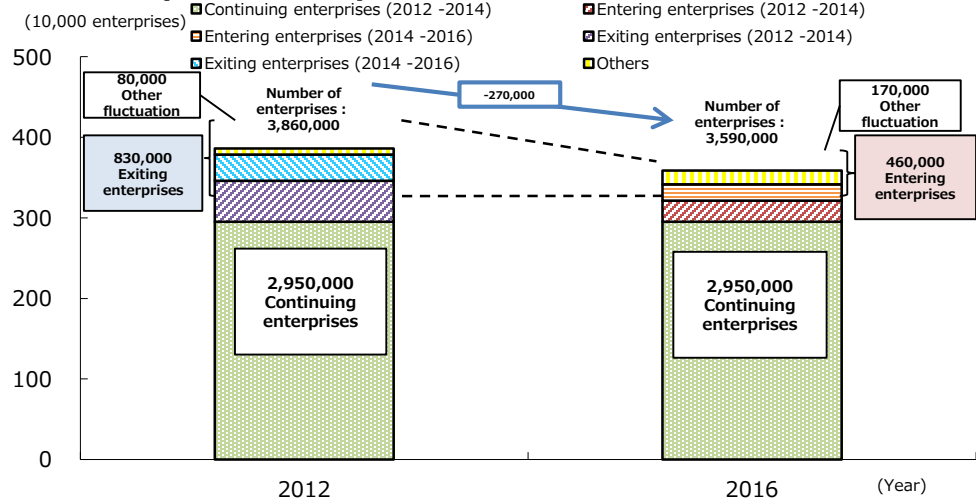 (10,000 enterprises)
Continuing enterprises (2012 -2014)
Entering enterprises (2012 -2014)
Entering enterprises (2014 -2016)
Exiting enterprises (2012 -2014)
Exiting enterprises (2014 -2016)
Others
500
400
300
200
100
0
80,000
Other
fluctuation
830,000
Exiting
enterprises
Number of
enterprises :
3,860,000
-270,000
Number of
enterprises :
3,590,000
170,000
Other
fluctuation
460,000
Entering
enterprises
2,950,000
Continuing
enterprises
2,950,000
Continuing
enterprises
2012
2016
(Year)